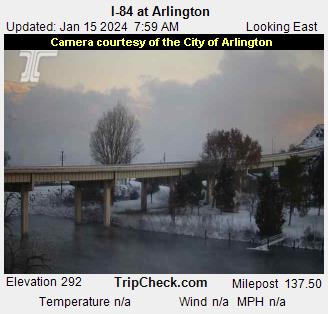 I-84 at Arlington
Updated: Jan 15 2024 7:59 AM Looking East
Camera courtesy of the City of Arlington
Elevation 292 TripCheck.com Milepost 137.50
Temperature n/a Wind n/a MPH n/a